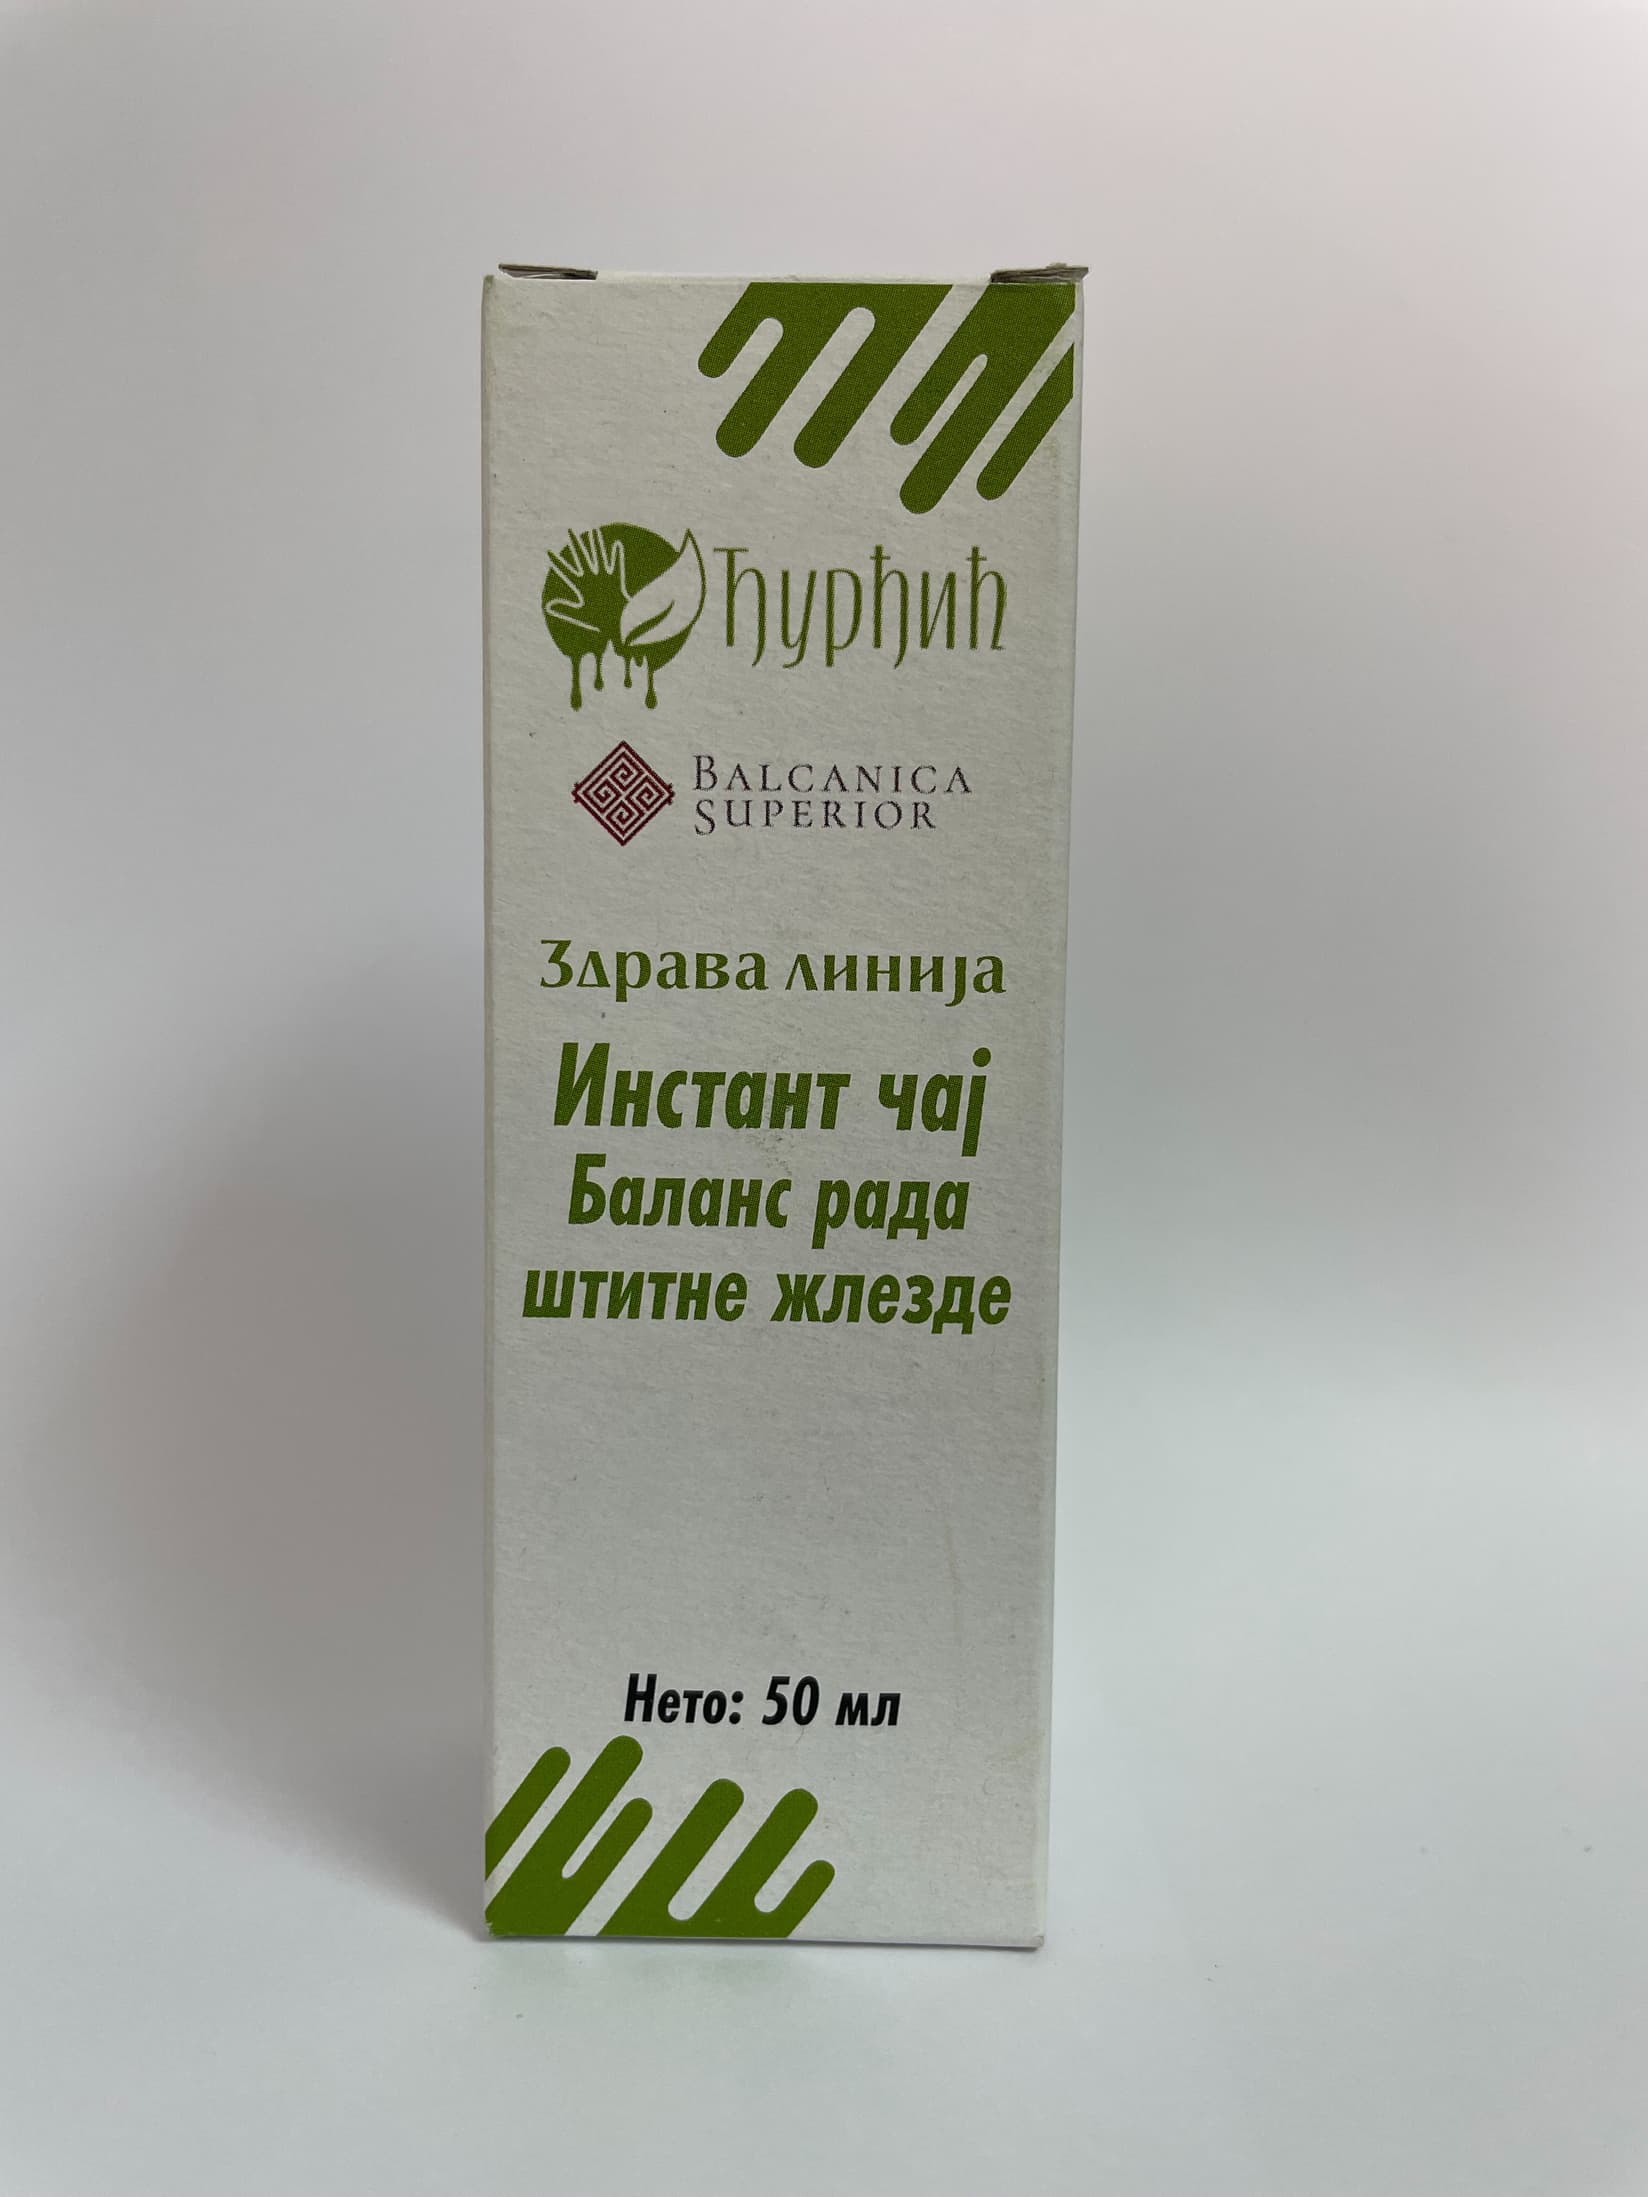 Ђурђић
BALCANICA
SUPERIOR
Здрава линија
Инстант чај
Баланс рада
штитне жлезде
Нето: 50 мл